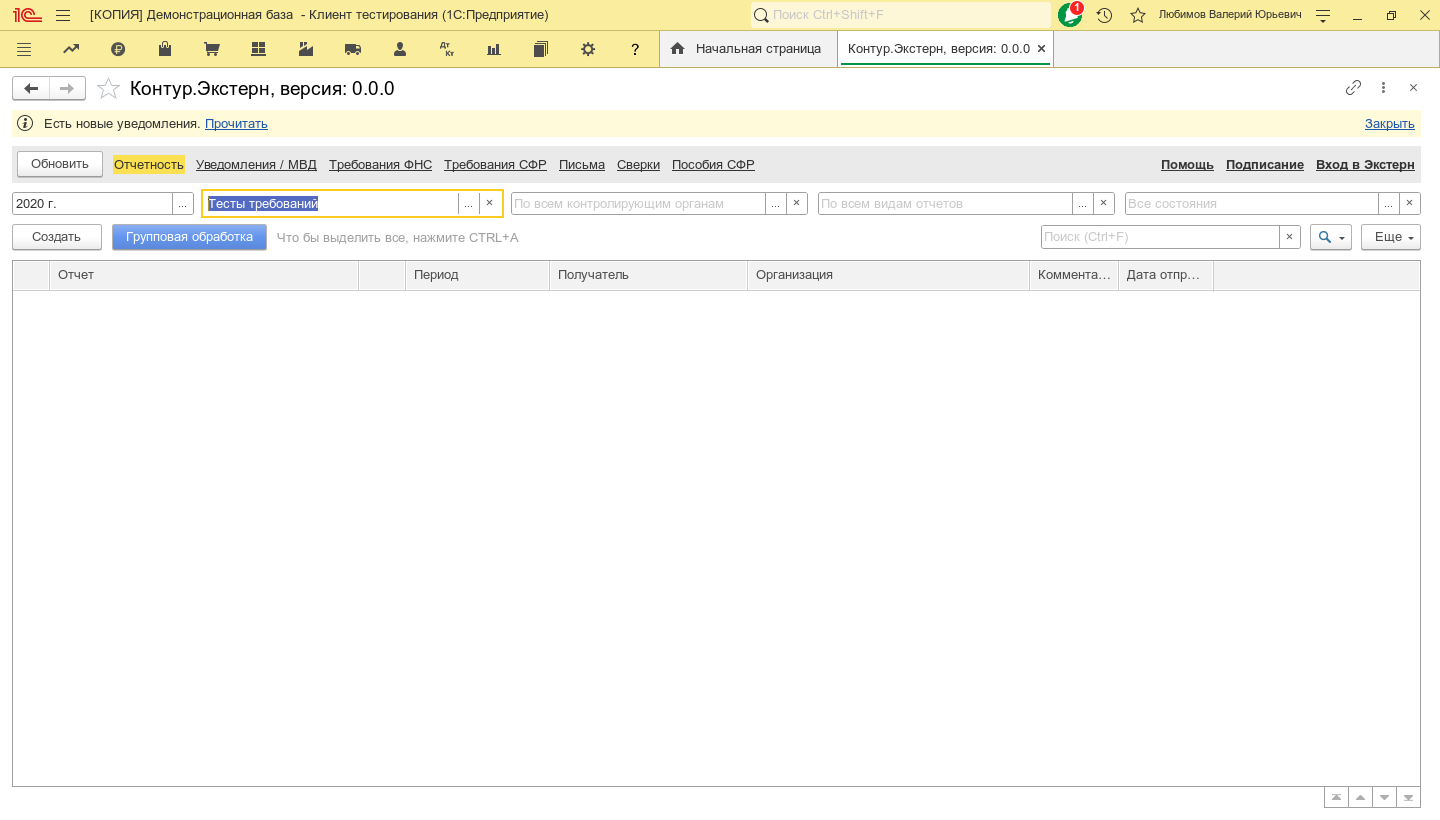 [КОПИЯ] Демонстрационная база - Клиент тестирования (1С:Предприятие)
Поиск Ctrl+Shift+F
1
Любимов Валерий Юрьевич
Дт Кт
?
Начальная страница
Контур.Экстерн, версия: 0.0.0
Контур.Экстерн, версия: 0.0.0
Есть новые уведомления. Прочитать
Закрыть
Обновить
Отчетность
Уведомления / МВД
Требования ФНС
Требования СФР
Письма
Сверки
Пособия СФР
Помощь
Подписание
Вход в Экстерн
2020 г.
...
Тесты требований
...
По всем контролирующим органам
...
По всем видам отчетов
...
Все состояния
...
Создать
Групповая обработка
Что бы выделить все, нажмите CTRL+A
Поиск (Ctrl+F)
Еще
Отчет
Период
Получатель
Организация
Коммента...
Дата отпр...